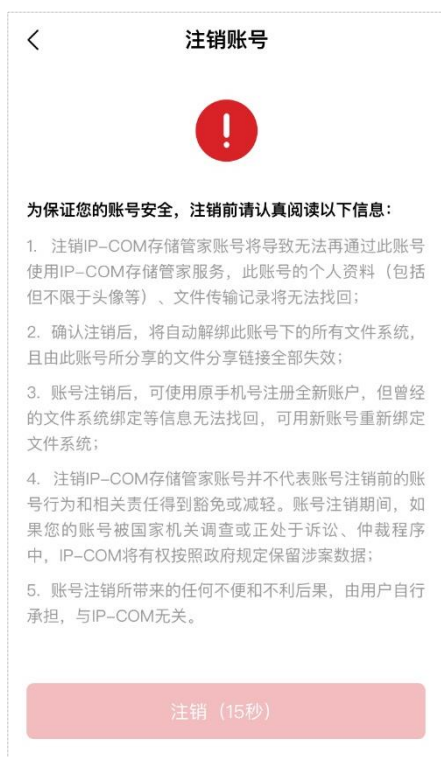 注销账号
为保证您的账号安全，注销前请认真阅读以下信息：
1. 注销IP-COM存储管家账号将导致无法再通过此账号
使用IP-COM存储管家服务，此账号的个人资料（包括
但不限于头像等）、文件传输记录将无法找回；
2. 确认注销后，将自动解绑此账号下的所有文件系统，
且由此账号所分享的文件分享链接全部失效；
3. 账号注销后，可使用原手机号注册全新账户，但曾经
的文件系统绑定等信息无法找回，可用新账号重新绑定
文件系统；
4. 注销IP-COM存储管家账号并不代表账号注销前的账
号行为和相关责任得到豁免或减轻。账号注销期间，如
果您的账号被国家机关调查或正处于诉讼、仲裁程序
中，IP-COM将有权按照政府规定保留涉案数据；
5. 账号注销所带来的任何不便和不利后果，由用户自行
承担，与IP-COM无关。
注销（15秒）